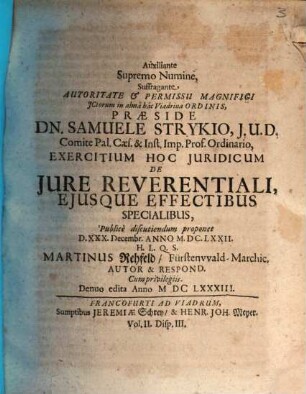 Auxiliante
Supremo Numine,
Suffragante,
AUTORITATE & PERMISSU MAGNIFICI
JCtorum in almâ hâc Viadrinâ ORDINIS,
PRÆSIDE
DN. SAMUELE STRYKIO, J.U.D.
Comite Pal. Cæs. & Inst. Imp. Prof. Ordinario,
EXERCITIUM HOC JURIDICUM
DE
JURE REVERENTIALI,
EJUSQUE EFFECTIBUS
SPECIALIBUS,
Publicè discutiendum proponet
D. XXX. Decembr. ANNO M.DC.LXXII.
H. L. Q. S.
MARTINUS Rehfeld / Fürstenvvald-Marchic.
AUTOR & RESPOND.
Cum privilegiis.
Denuo edita Anno M DC LXXXIII.
FRANCOFURTI AD VIADRUM,
Sumptibus JEREMIÆ Schrey / & HENR. JOH. Meyer.
Vol. II. Disp. III.